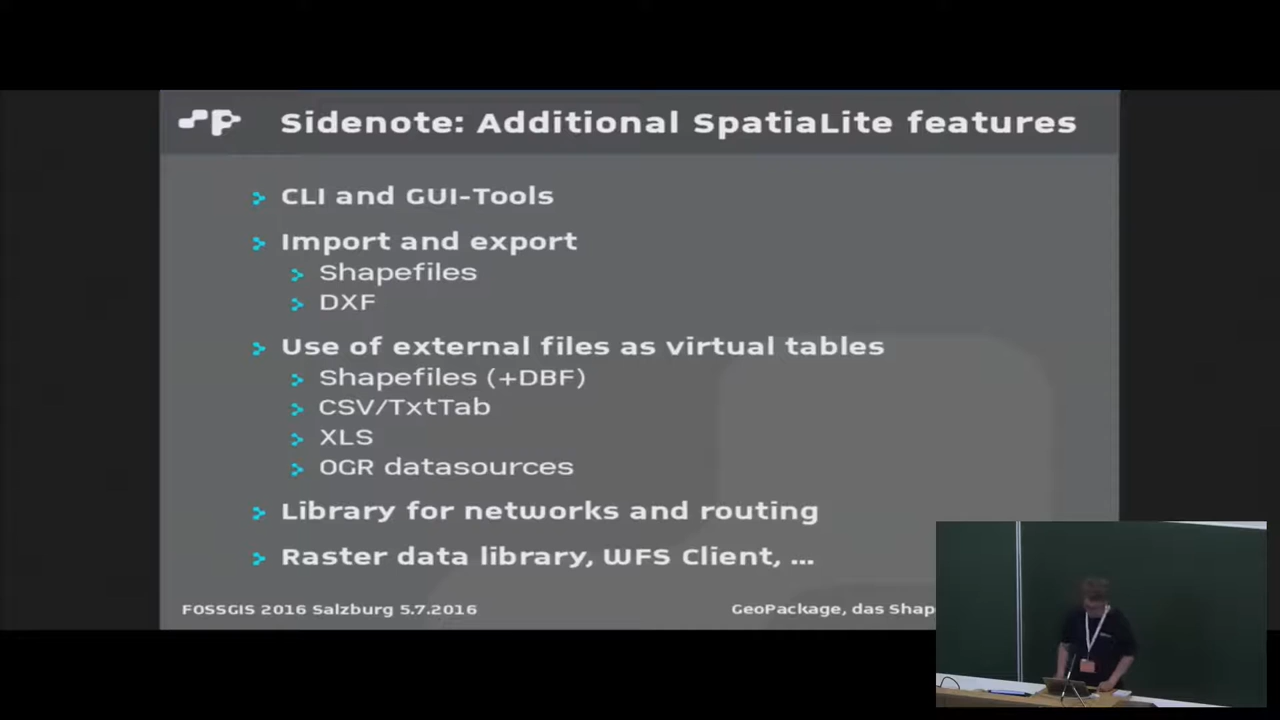 Sidenote: Additional SpatiaLite features
CLI and GUI-Tools
Import and export
Shapefiles
DXF
Use of external files as virtual tables
Shapefiles (+DBF)
CSV/TxtTab
XLS
OGR datasources
Library for networks and routing
Raster data library, WFS Client, ...
FOSSGIS 2016 Salzburg 5.7.2016
GeoPackage, das